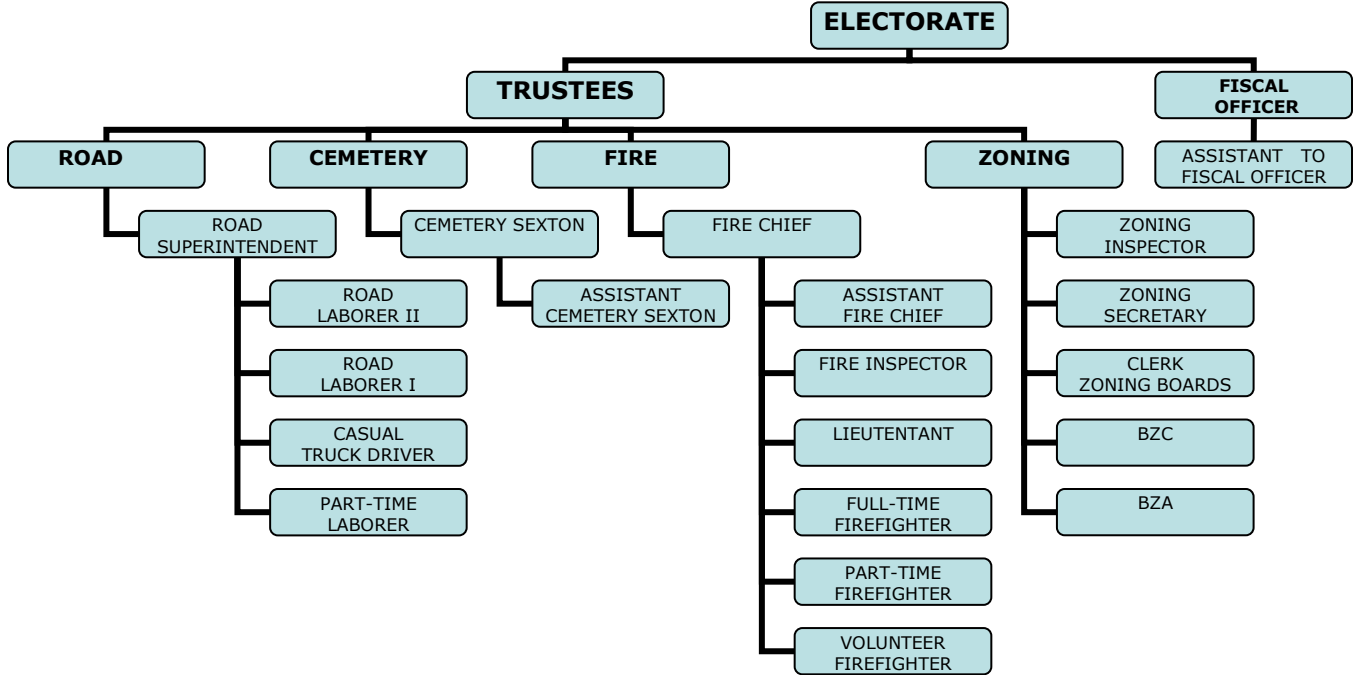 ELECTORATE
TRUSTEES
FISCAL
OFFICER
ROAD
CEMETERY
FIRE
ZONING
ASSISTANT TO
FISCAL OFFICER
ROAD
SUPERINTENDENT
CEMETERY SEXTON
FIRE CHIEF
ZONING
INSPECTOR
ROAD
LABORER II
ASSISTANT
CEMETERY SEXTON
ASSISTANT
FIRE CHIEF
ZONING
SECRETARY
ROAD
LABORER I
FIRE INSPECTOR
CLERK
ZONING BOARDS
CASUAL
TRUCK DRIVER
LIEUTENTANT
BZC
PART-TIME
LABORER
FULL-TIME
FIREFIGHTER
BZA
PART-TIME
FIREFIGHTER
VOLUNTEER
FIREFIGHTER